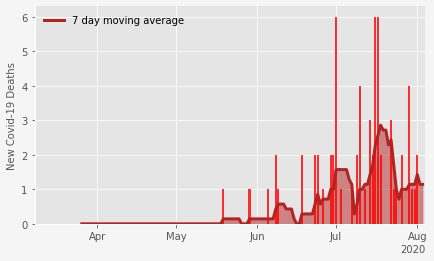 7 day moving average
New Covid-19 Deaths
6
5
4
3
2
1
0
Apr
May
Jun
Jul
Aug
2020